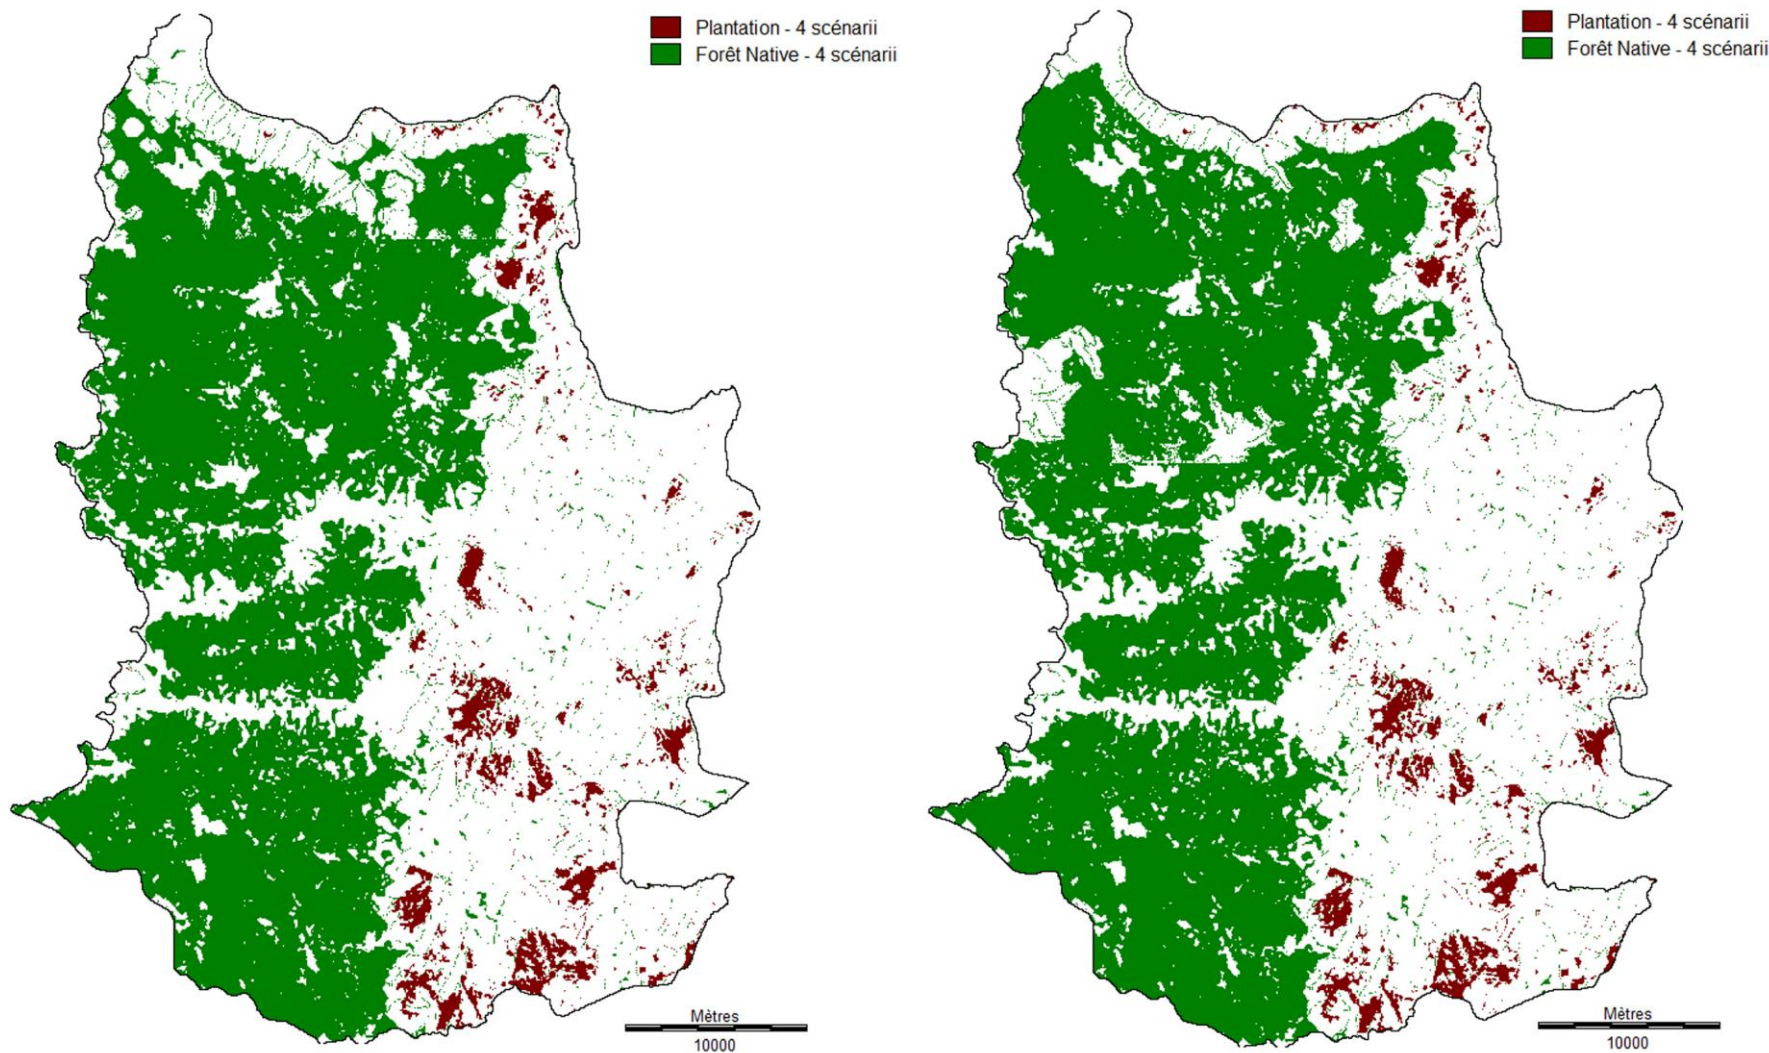 Plantation - 4 scénarii
Forêt Native - 4 scénarii
Mètres
10000
Plantation - 4 scénarii
Forêt Native - 4 scénarii
Mètres
10000